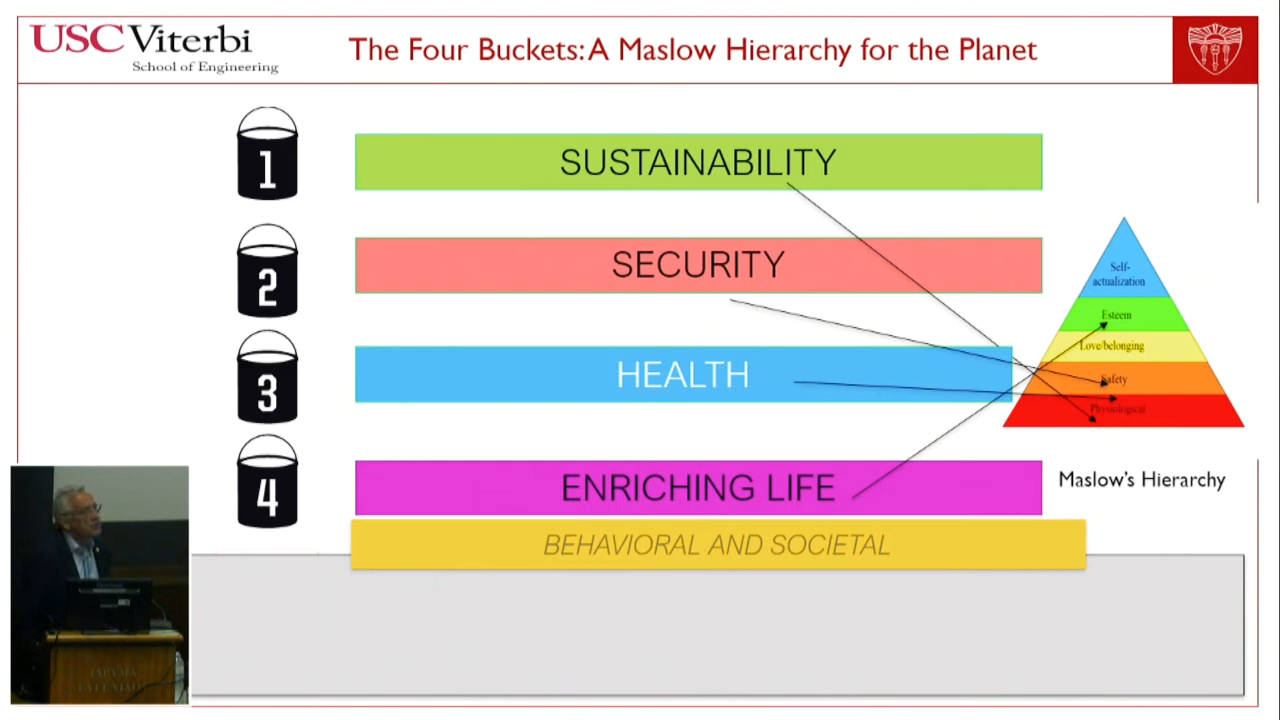 USC Viterbi
School of Engineering
The Four Buckets: A Maslow Hierarchy for the Planet
1
SUSTAINABILITY
2
SECURITY
3
HEALTH
4
ENRICHING LIFE
BEHAVIORAL AND SOCIETAL
Self-
actualization
Esteem
Love/belonging
Safety
Physiological
Maslow's Hierarchy